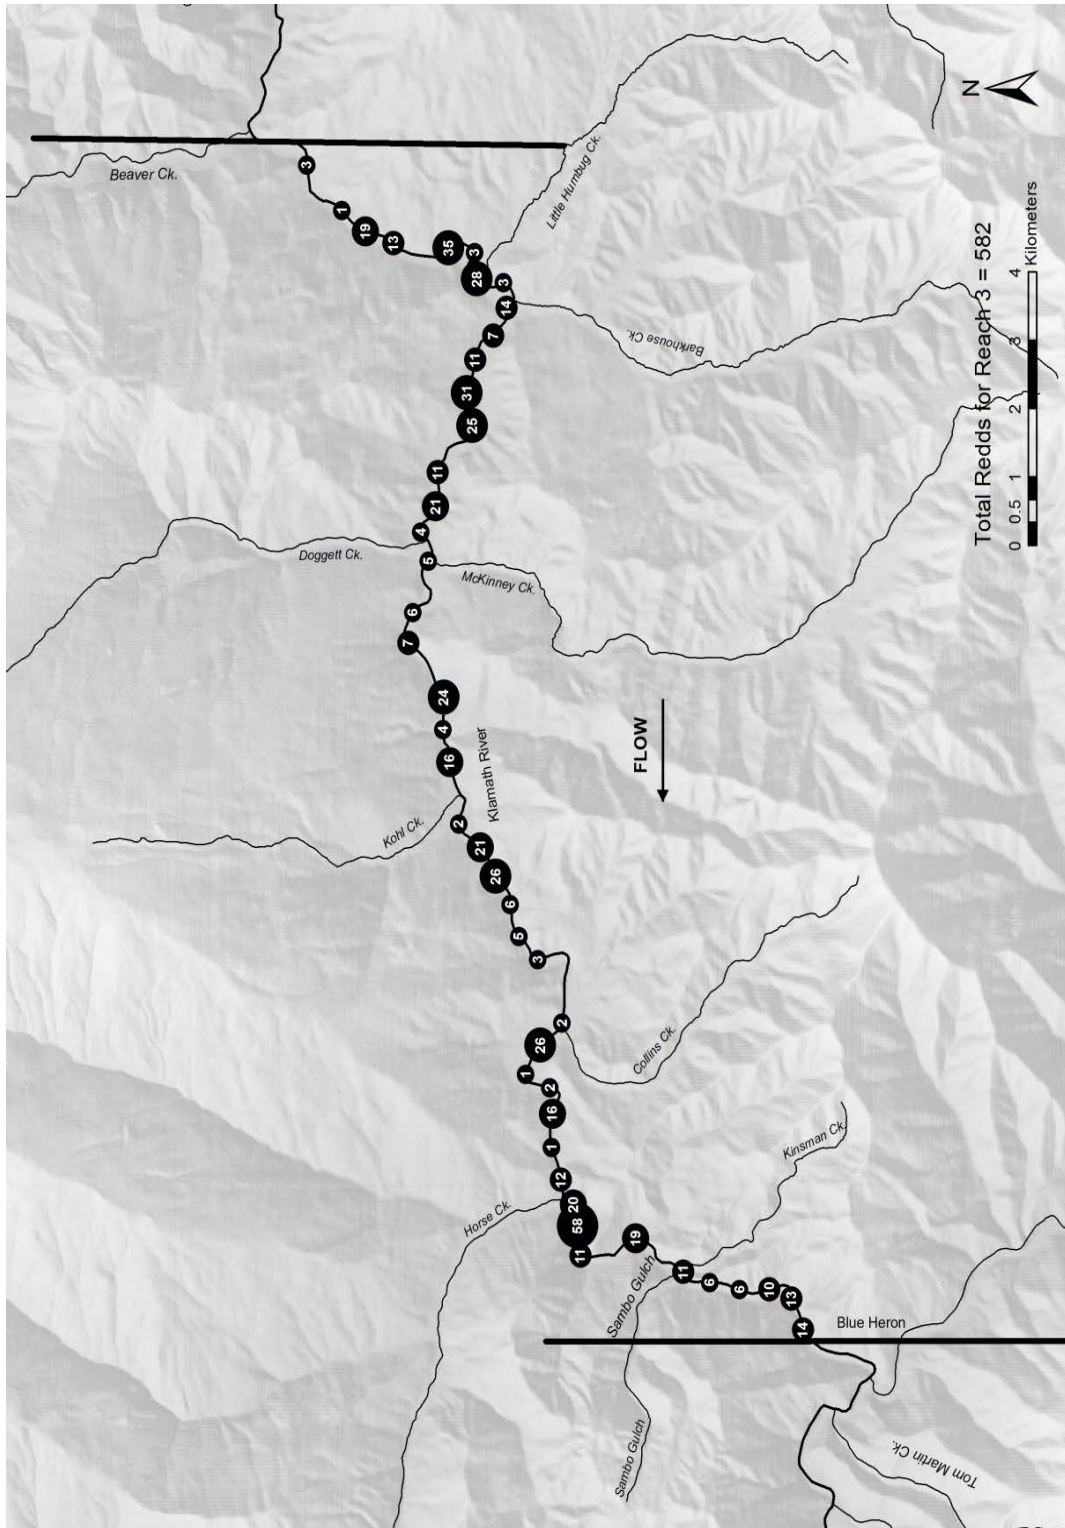 Beaver Ck.
Little Humbug Ck.
N
3
1
19
13
35
3
28
3
14
7
11
31
25
11
21
4
5
6
7
24
4
16
2
21
26
6
5
3
2
26
1
2
16
1
12
20
58
11
19
11
6
6
10
13
14
Barkhouse Ck.
Doggett Ck.
McKinney Ck.
Klamath River
Kohl Ck.
FLOW
Collins Ck.
Kinsman Ck.
Horse Ck.
Sambo Gulch
Sambo Gulch
Blue Heron
Tom Martin Ck.
Total Redds for Reach 3 = 582
0 0.5 1 2 3 4
Kilometers